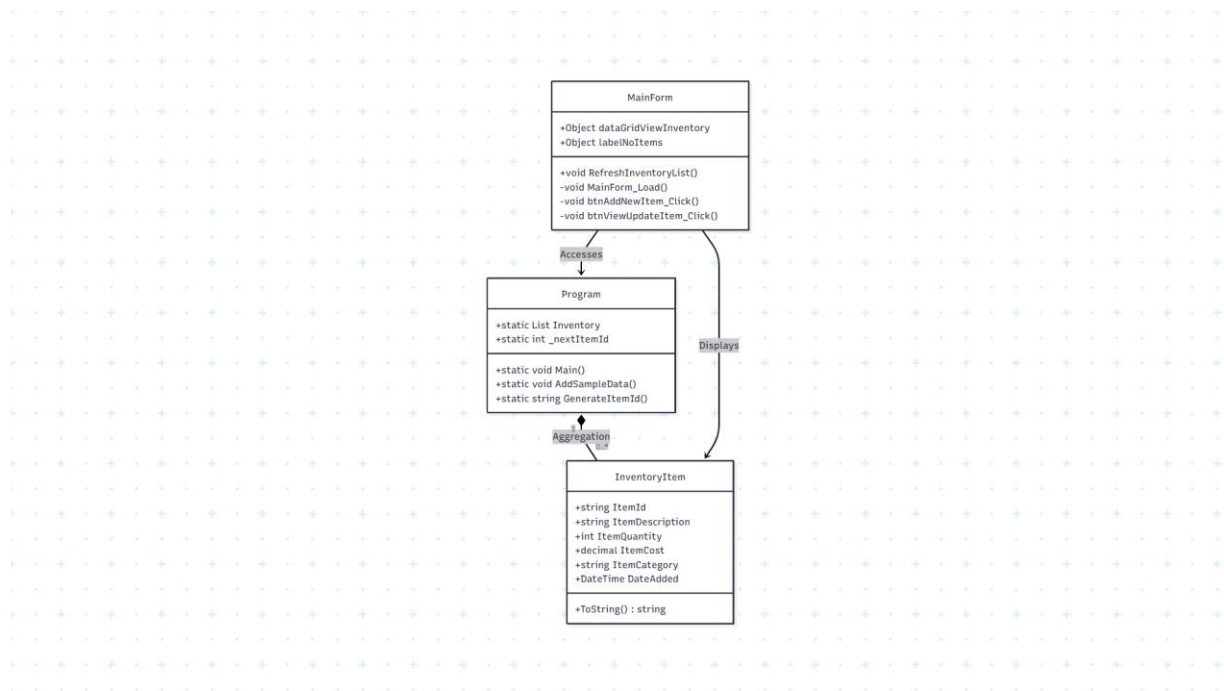 MainForm
+Object dataGridViewInventory
+Object labelNoItems
+void RefreshInventoryList()
-void MainForm_Load()
-void btnAddNewItem_Click()
-void btnViewUpdateItem_Click()
Accesses
Program
+static List Inventory
+static int _nextItemId
+static void Main()
+static void AddSampleData()
+static string GenerateItemId()
Displays
Aggregation
0..*
InventoryItem
+string ItemId
+string ItemDescription
+int ItemQuantity
+decimal ItemCost
+string ItemCategory
+DateTime DateAdded
+ToString() : string